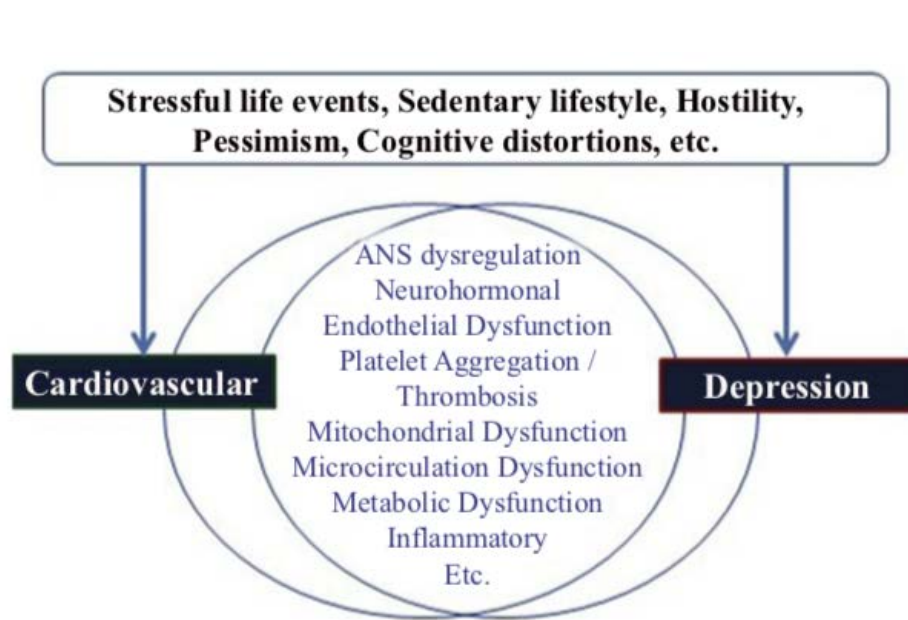 Stressful life events, Sedentary lifestyle, Hostility,
Pessimism, Cognitive distortions, etc.
ANS dysregulation
Neurohormonal
Endothelial Dysfunction
Platelet Aggregation /
Thrombosis
Cardiovascular
Depression
Mitochondrial Dysfunction
Microcirculation Dysfunction
Metabolic Dysfunction
Inflammatory
Etc.